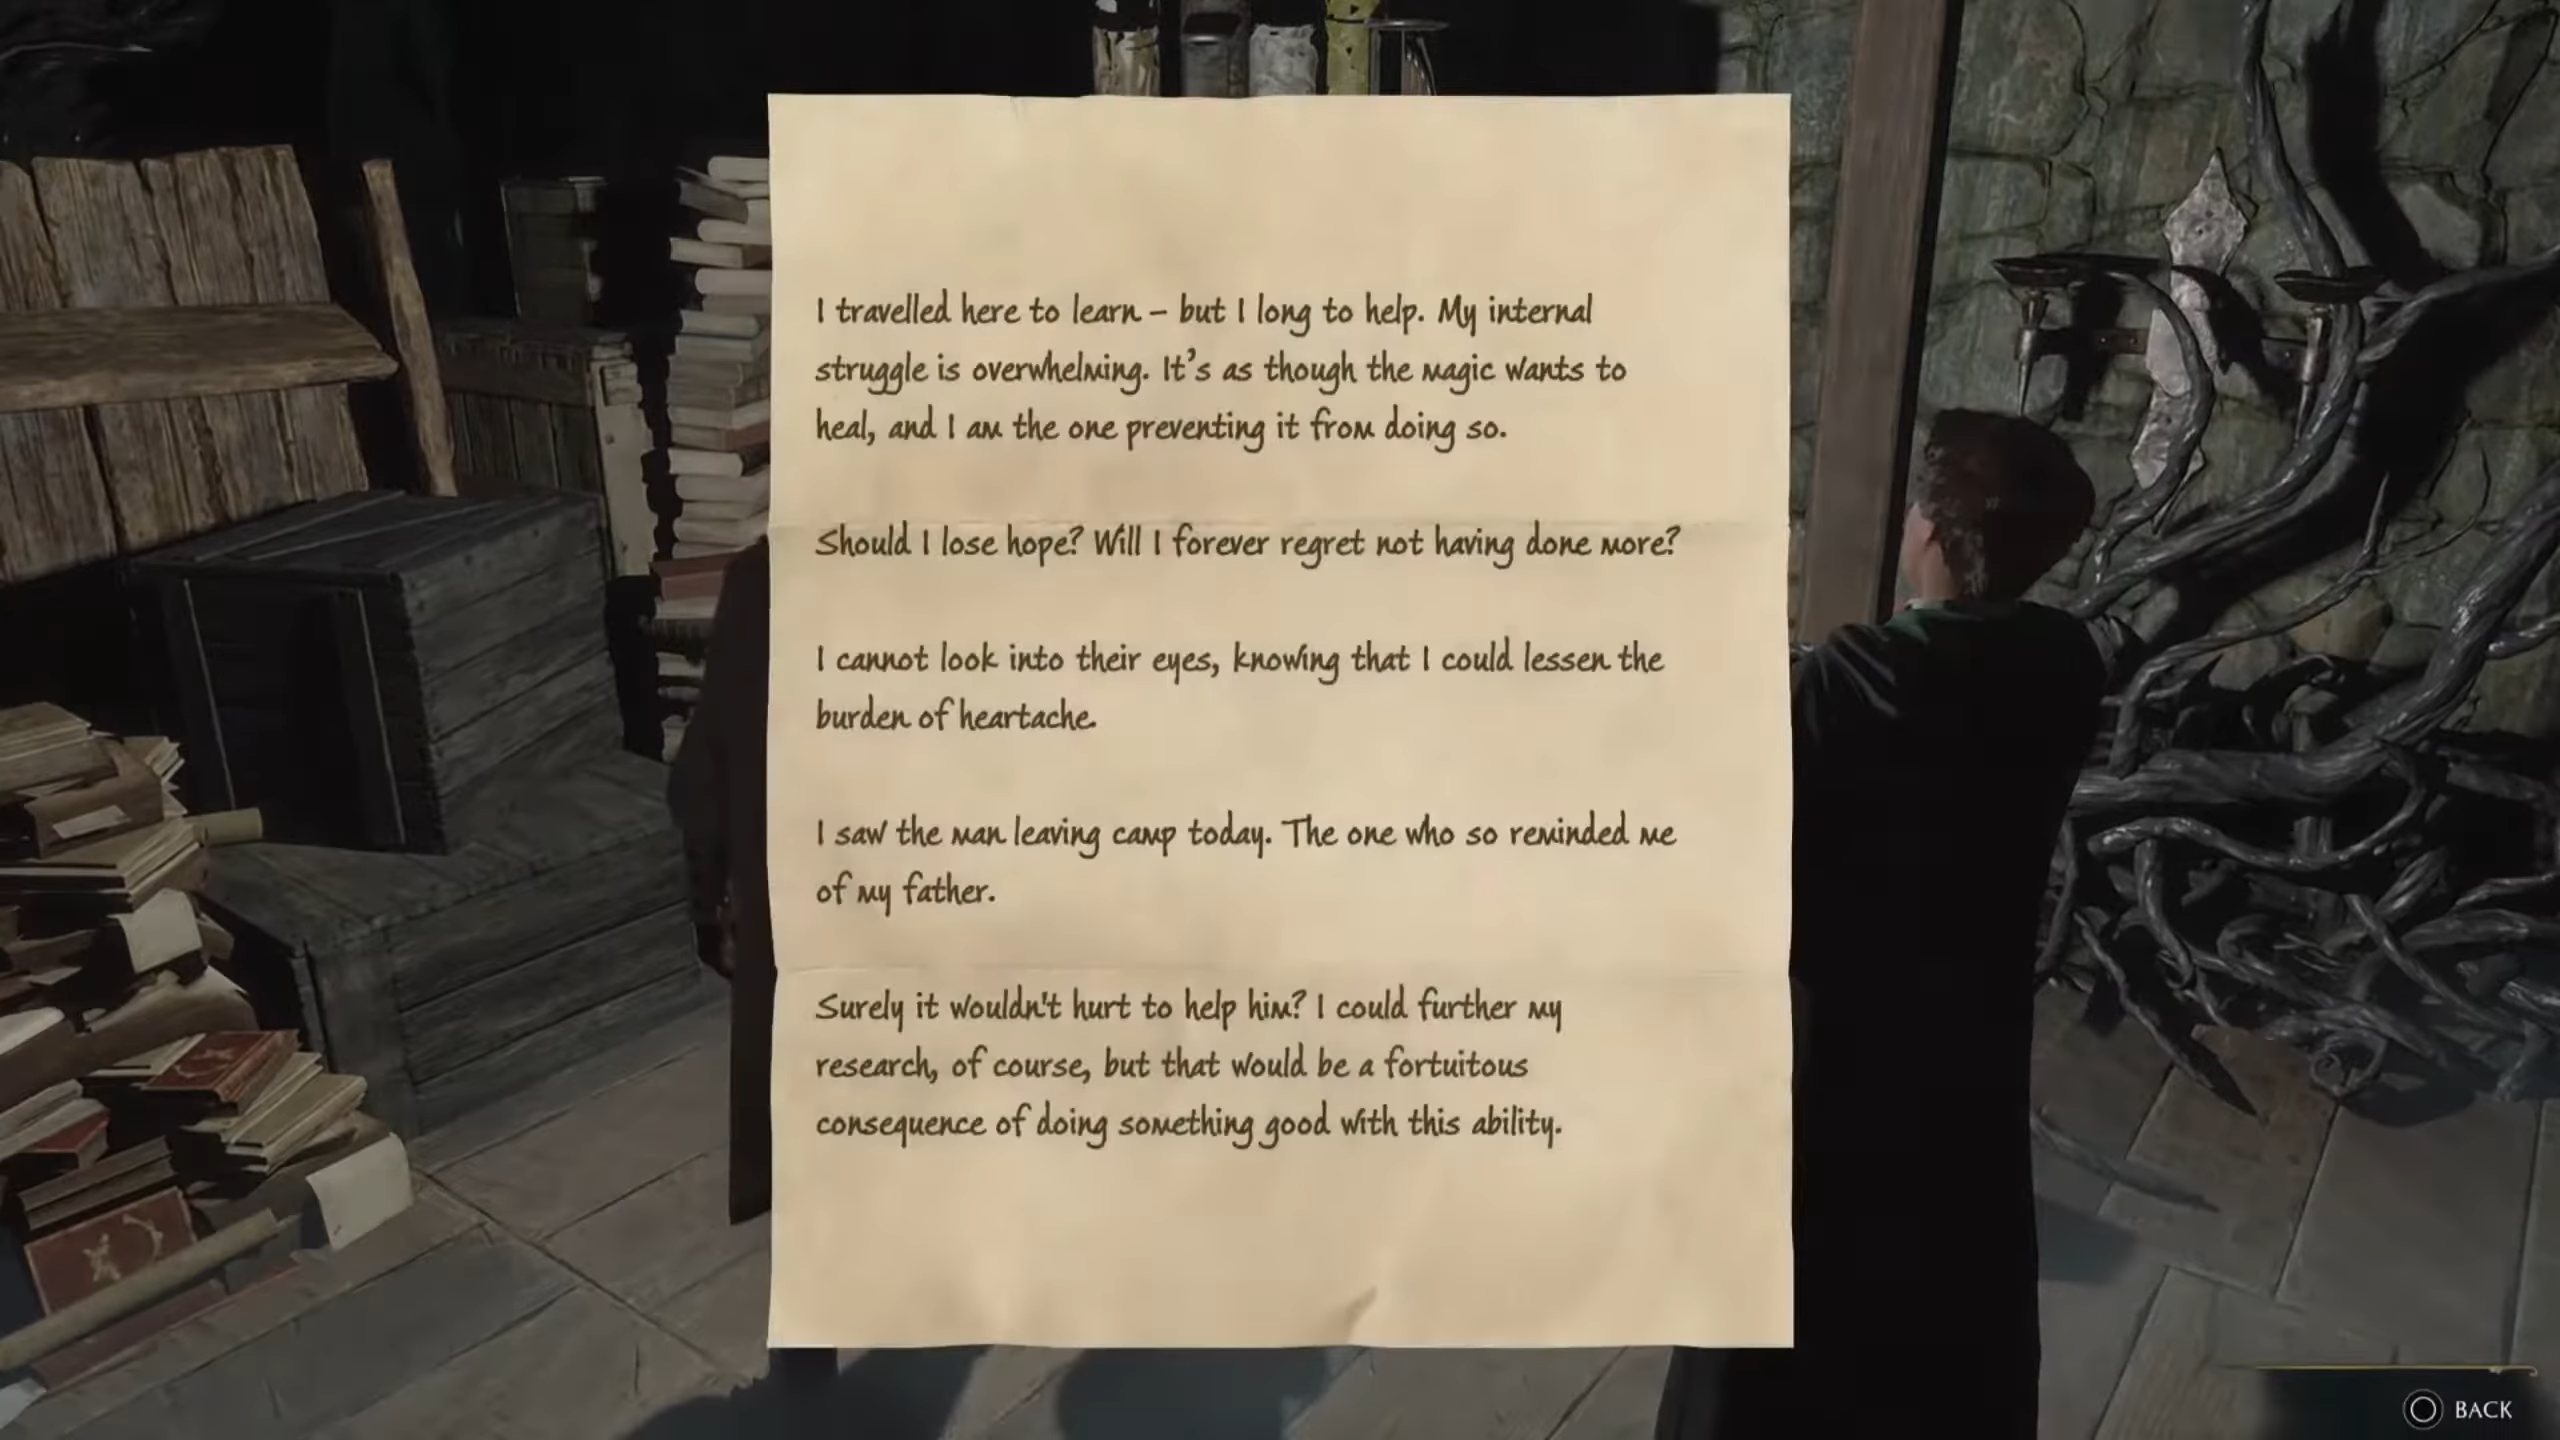 I travelled here to learn – but I long to help. My internal
struggle is overwhelming. It's as though the magic wants to
heal, and I am the one preventing it from doing so.
Should I lose hope? Will I forever regret not having done more?
I cannot look into their eyes, knowing that I could lessen the
burden of heartache.
I saw the man leaving camp today. The one who so reminded me
of my father.
Surely it wouldn't hurt to help him? I could further my
research, of course, but that would be a fortuitous
consequence of doing something good with this ability.
BACK